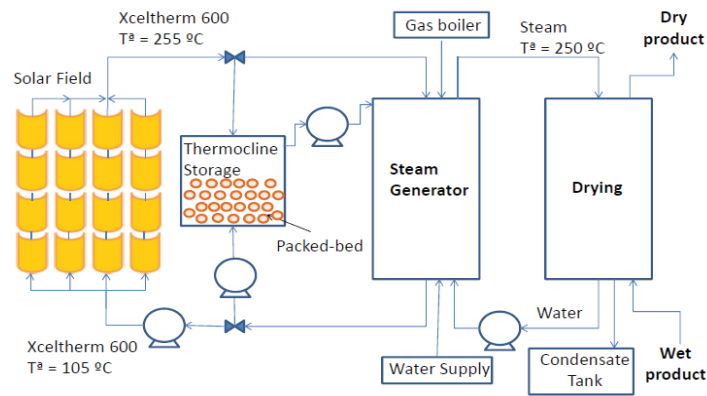 Xceltherm 600
Tª = 255 ºC
Gas boiler
Steam
Tª = 250 ºC
Dry
product
Solar Field
Thermocline
Storage
Steam
Generator
Drying
Packed-bed
Water
Xceltherm 600
Tª = 105 ºC
Water Supply
Condensate
Tank
Wet
product